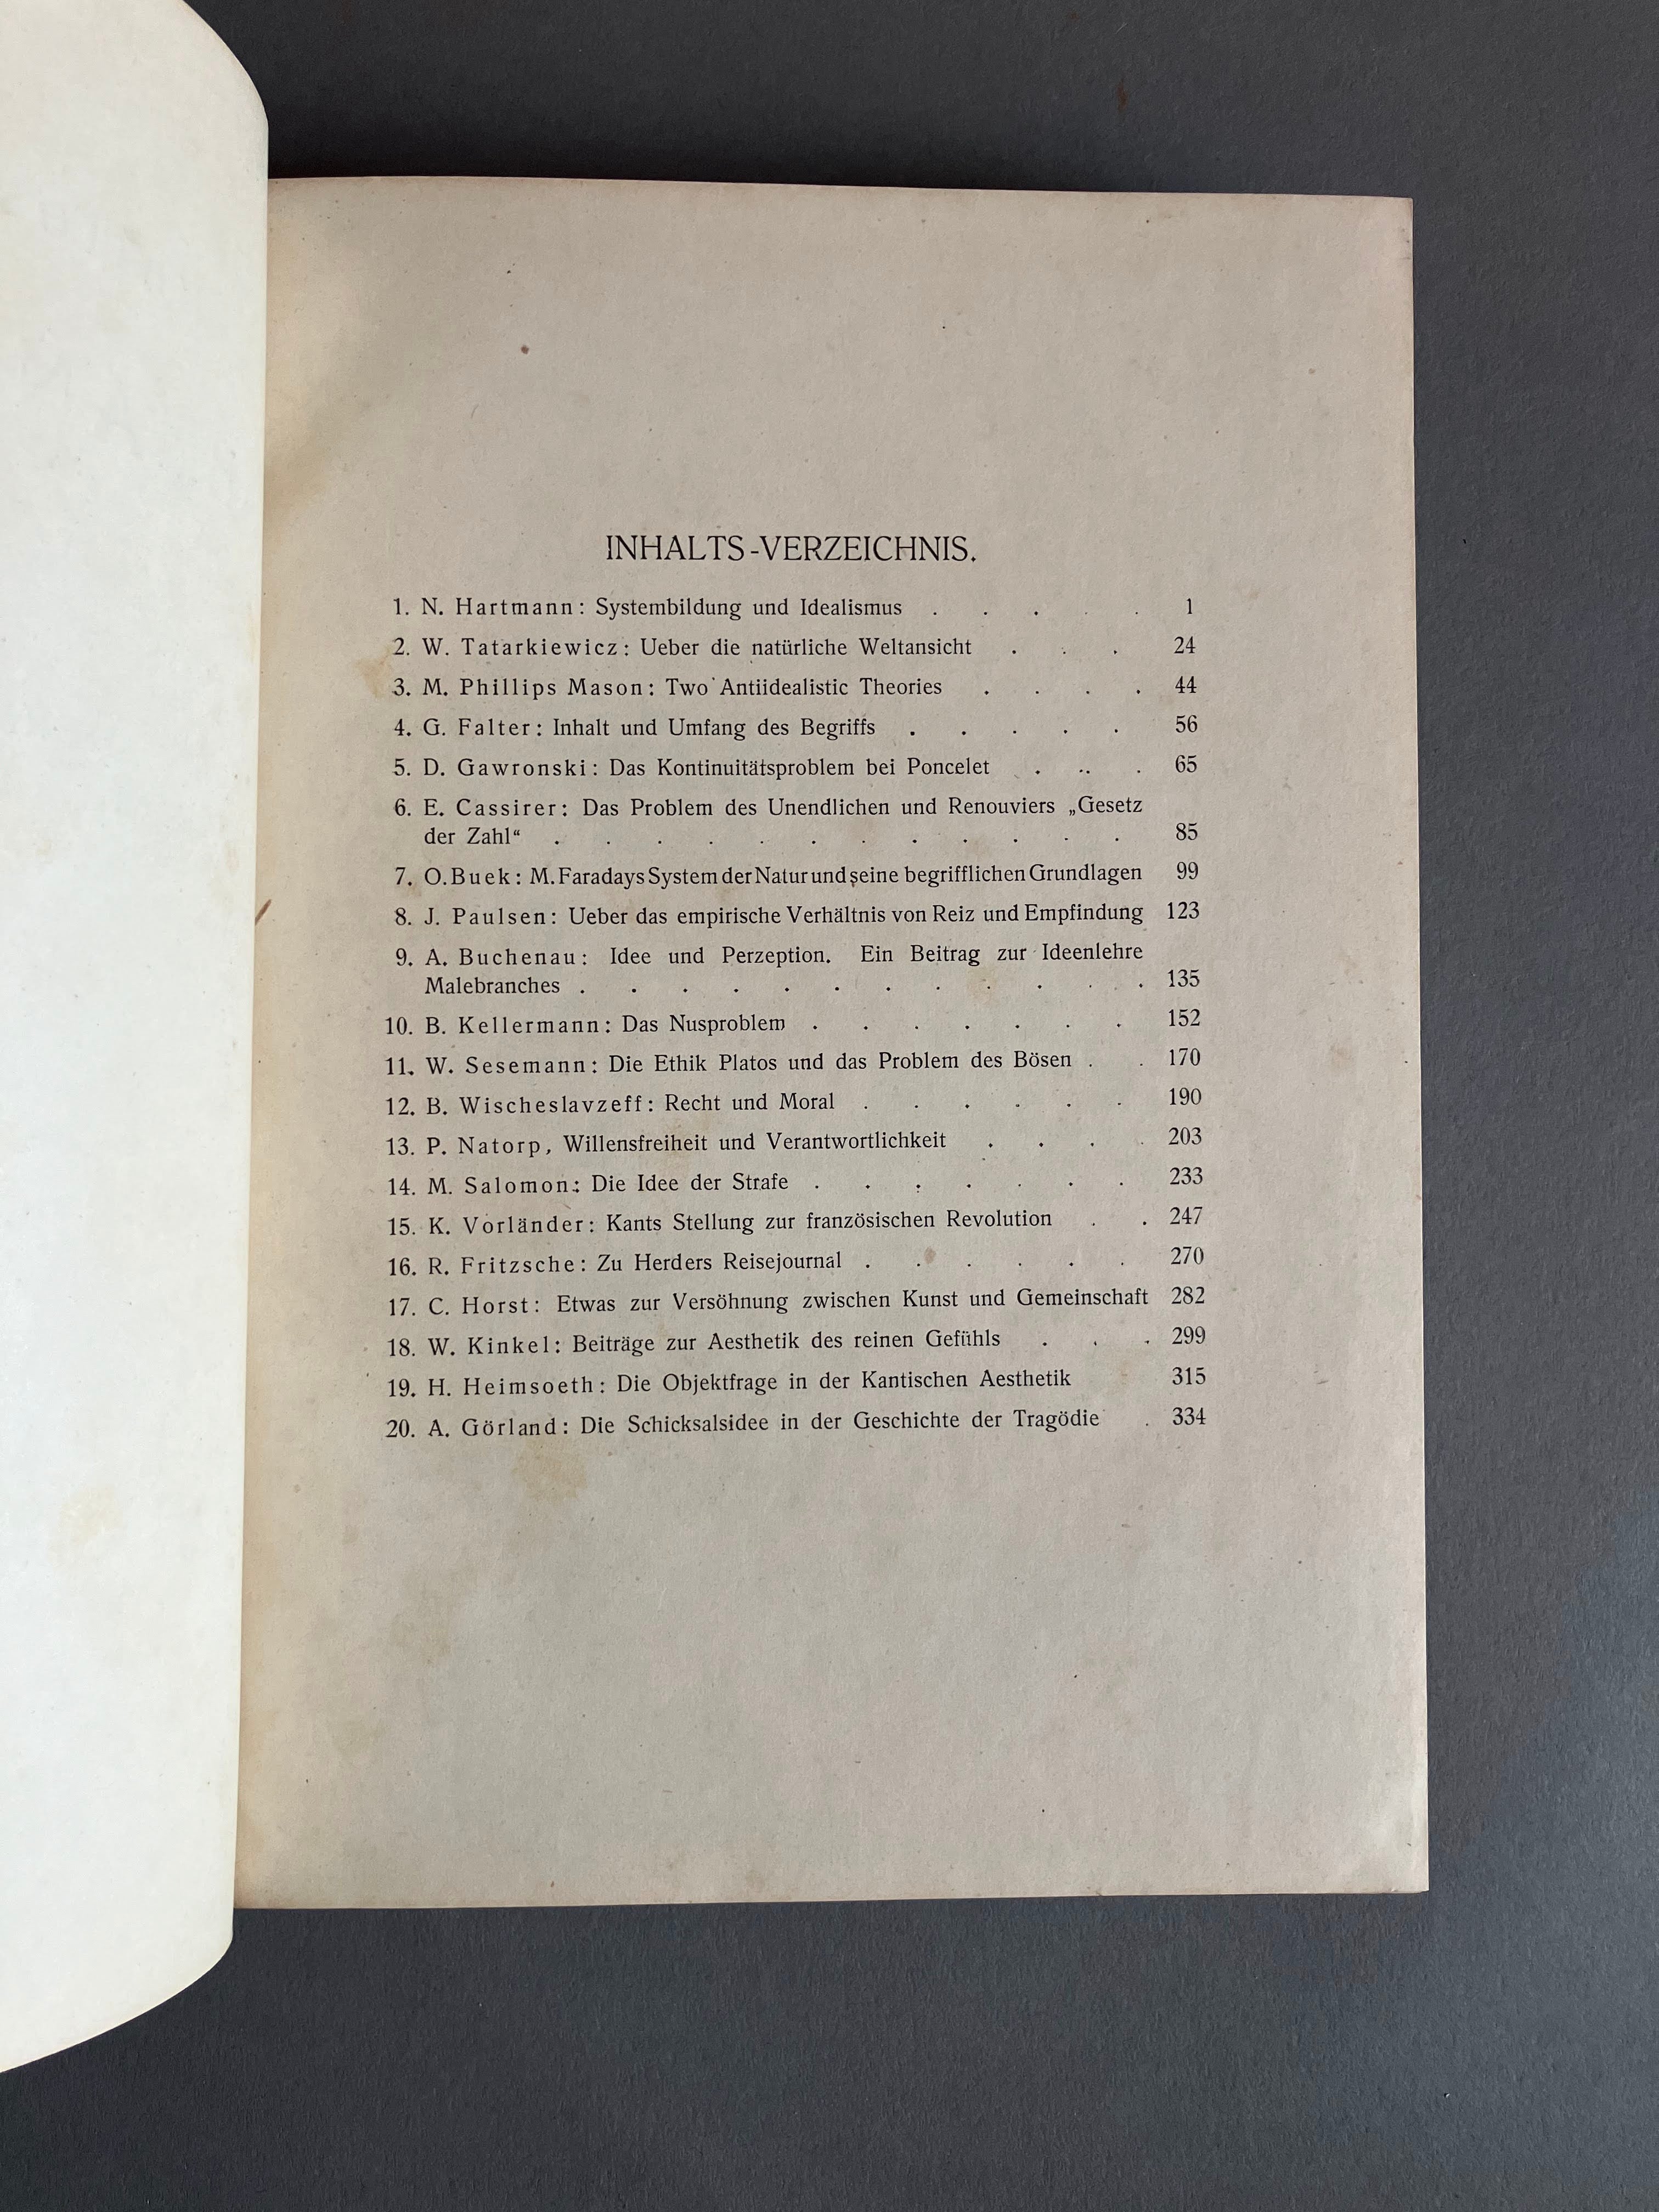 INHALTS-VERZEICHNIS.
1. N. Hartmann: Systembildung und Idealismus . . . . . 1
2. W. Tatarkiewicz: Ueber die natürliche Weltansicht . . . 24
3. M. Phillips Mason: Two Antiidealistic Theories . . . . 44
4. G. Falter: Inhalt und Umfang des Begriffs . . . . . 56
5. D. Gawronski: Das Kontinuitätsproblem bei Poncelet . .. . 65
6. E. Cassirer: Das Problem des Unendlichen und Renouviers „Gesetz
der Zahl“ . . . . . . . . . . . . 85
7. O. Buek: M. Faradays System der Natur und seine begrifflichen Grundlagen 99
8. J. Paulsen: Ueber das empirische Verhältnis von Reiz und Empfindung 123
9. A. Buchenau: Idee und Perzeption. Ein Beitrag zur Ideenlehre
Malebranches . . . . . . . . . . . . 135
10. B. Kellermann: Das Nusproblem . . . . . . . 152
11. W. Sesemann: Die Ethik Platos und das Problem des Bösen . . 170
12. B. Wischeslavzeff: Recht und Moral . . . . . . 190
13. P. Natorp, Willensfreiheit und Verantwortlichkeit . . . . 203
14. M. Salomon: Die Idee der Strafe . . . . . . . 233
15. K. Vorländer: Kants Stellung zur französischen Revolution . . 247
16. R. Fritzsche: Zu Herders Reisejournal . . . . . . 270
17. C. Horst: Etwas zur Versöhnung zwischen Kunst und Gemeinschaft 282
18. W. Kinkel: Beiträge zur Aesthetik des reinen Gefühls . . . 299
19. H. Heimsoeth: Die Objektfrage in der Kantischen Aesthetik 315
20. A. Görland: Die Schicksalsidee in der Geschichte der Tragödie . 334